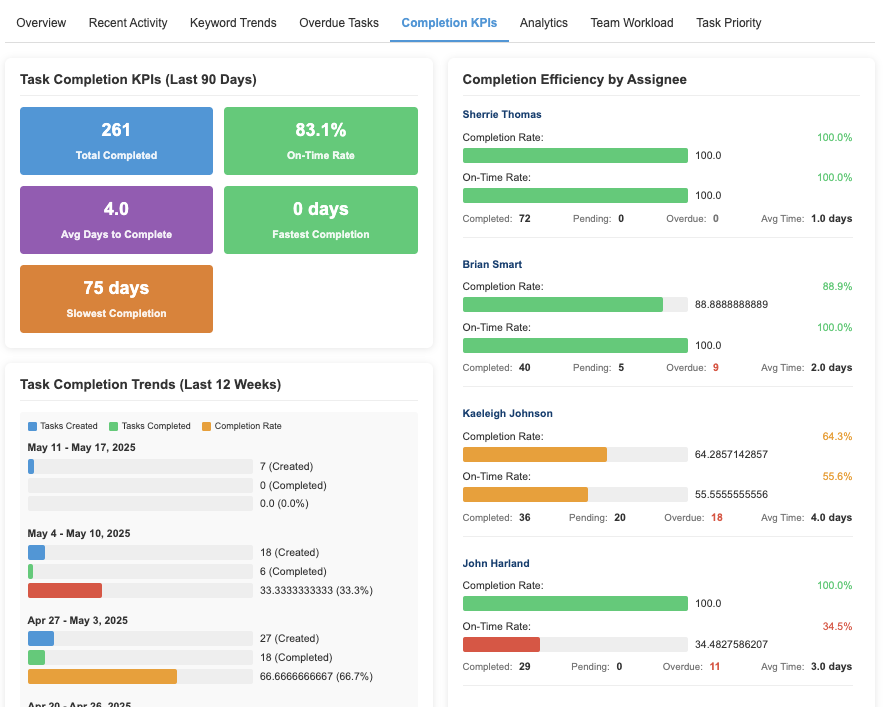 Overview Recent Activity Keyword Trends Overdue Tasks Completion KPIs Analytics Team Workload Task Priority
Task Completion KPIs (Last 90 Days)
261
Total Completed
83.1%
On-Time Rate
4.0
Avg Days to Complete
0 days
Fastest Completion
75 days
Slowest Completion
Task Completion Trends (Last 12 Weeks)
Tasks Created Tasks Completed Completion Rate
May 11 - May 17, 2025
7 (Created)
0 (Completed)
0.0 (0.0%)
May 4 - May 10, 2025
18 (Created)
6 (Completed)
33.3333333333 (33.3%)
Apr 27 - May 3, 2025
27 (Created)
18 (Completed)
66.6666666667 (66.7%)
Apr 20 - Apr 26, 2025
Completion Efficiency by Assignee
Sherrie Thomas
Completion Rate: 100.0%
100.0
On-Time Rate: 100.0%
100.0
Completed: 72 Pending: 0 Overdue: 0 Avg Time: 1.0 days
Brian Smart
Completion Rate: 88.9%
88.8888888889
On-Time Rate: 100.0%
100.0
Completed: 40 Pending: 5 Overdue: 9 Avg Time: 2.0 days
Kaeleigh Johnson
Completion Rate: 64.3%
64.2857142857
On-Time Rate: 55.6%
55.5555555556
Completed: 36 Pending: 20 Overdue: 18 Avg Time: 4.0 days
John Harland
Completion Rate: 100.0%
100.0
On-Time Rate: 34.5%
34.4827586207
Completed: 29 Pending: 0 Overdue: 11 Avg Time: 3.0 days